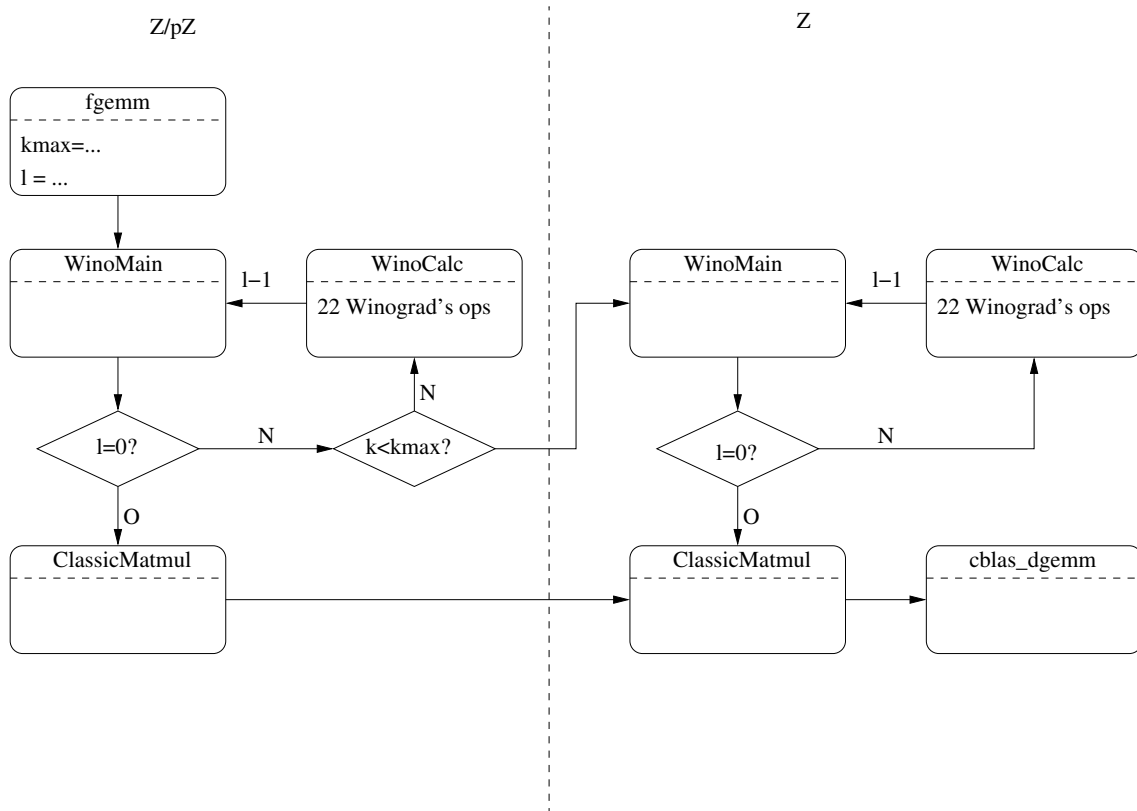 Z/pZ
Z
fgemm
kmax=...
l = ...
WinoMain
l−1
WinoCalc
22 Winograd's ops
WinoMain
l−1
WinoCalc
22 Winograd's ops
N
l=0?
N
k<kmax?
l=0?
N
O
O
ClassicMatmul
ClassicMatmul
cblas_dgemm